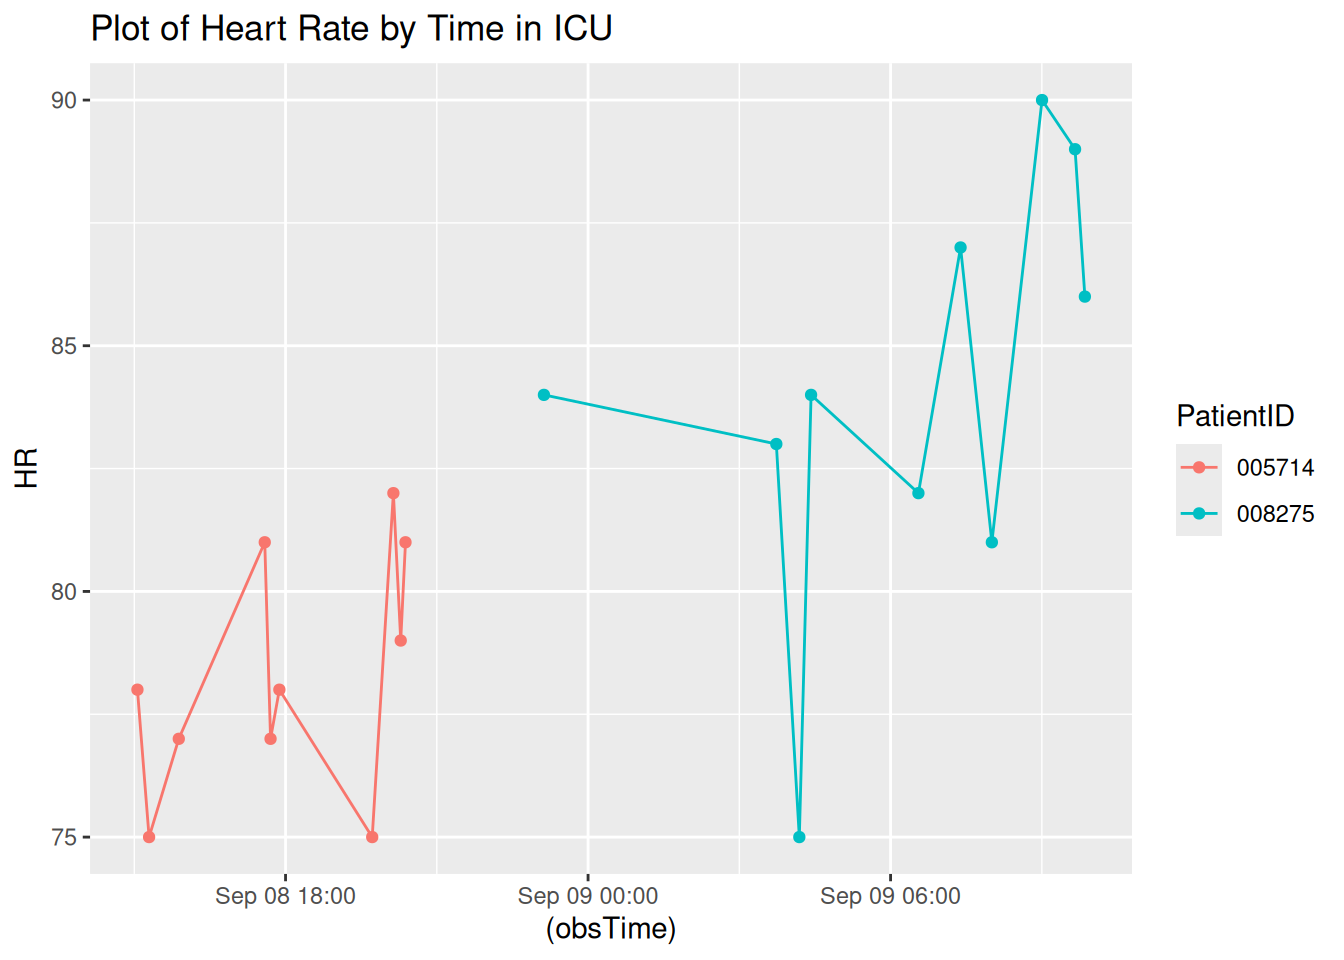 Plot of Heart Rate by Time in ICU
90
85
80
75
HR
Sep 08 18:00
Sep 09 00:00
Sep 09 06:00
(obsTime)
PatientID
005714
008275